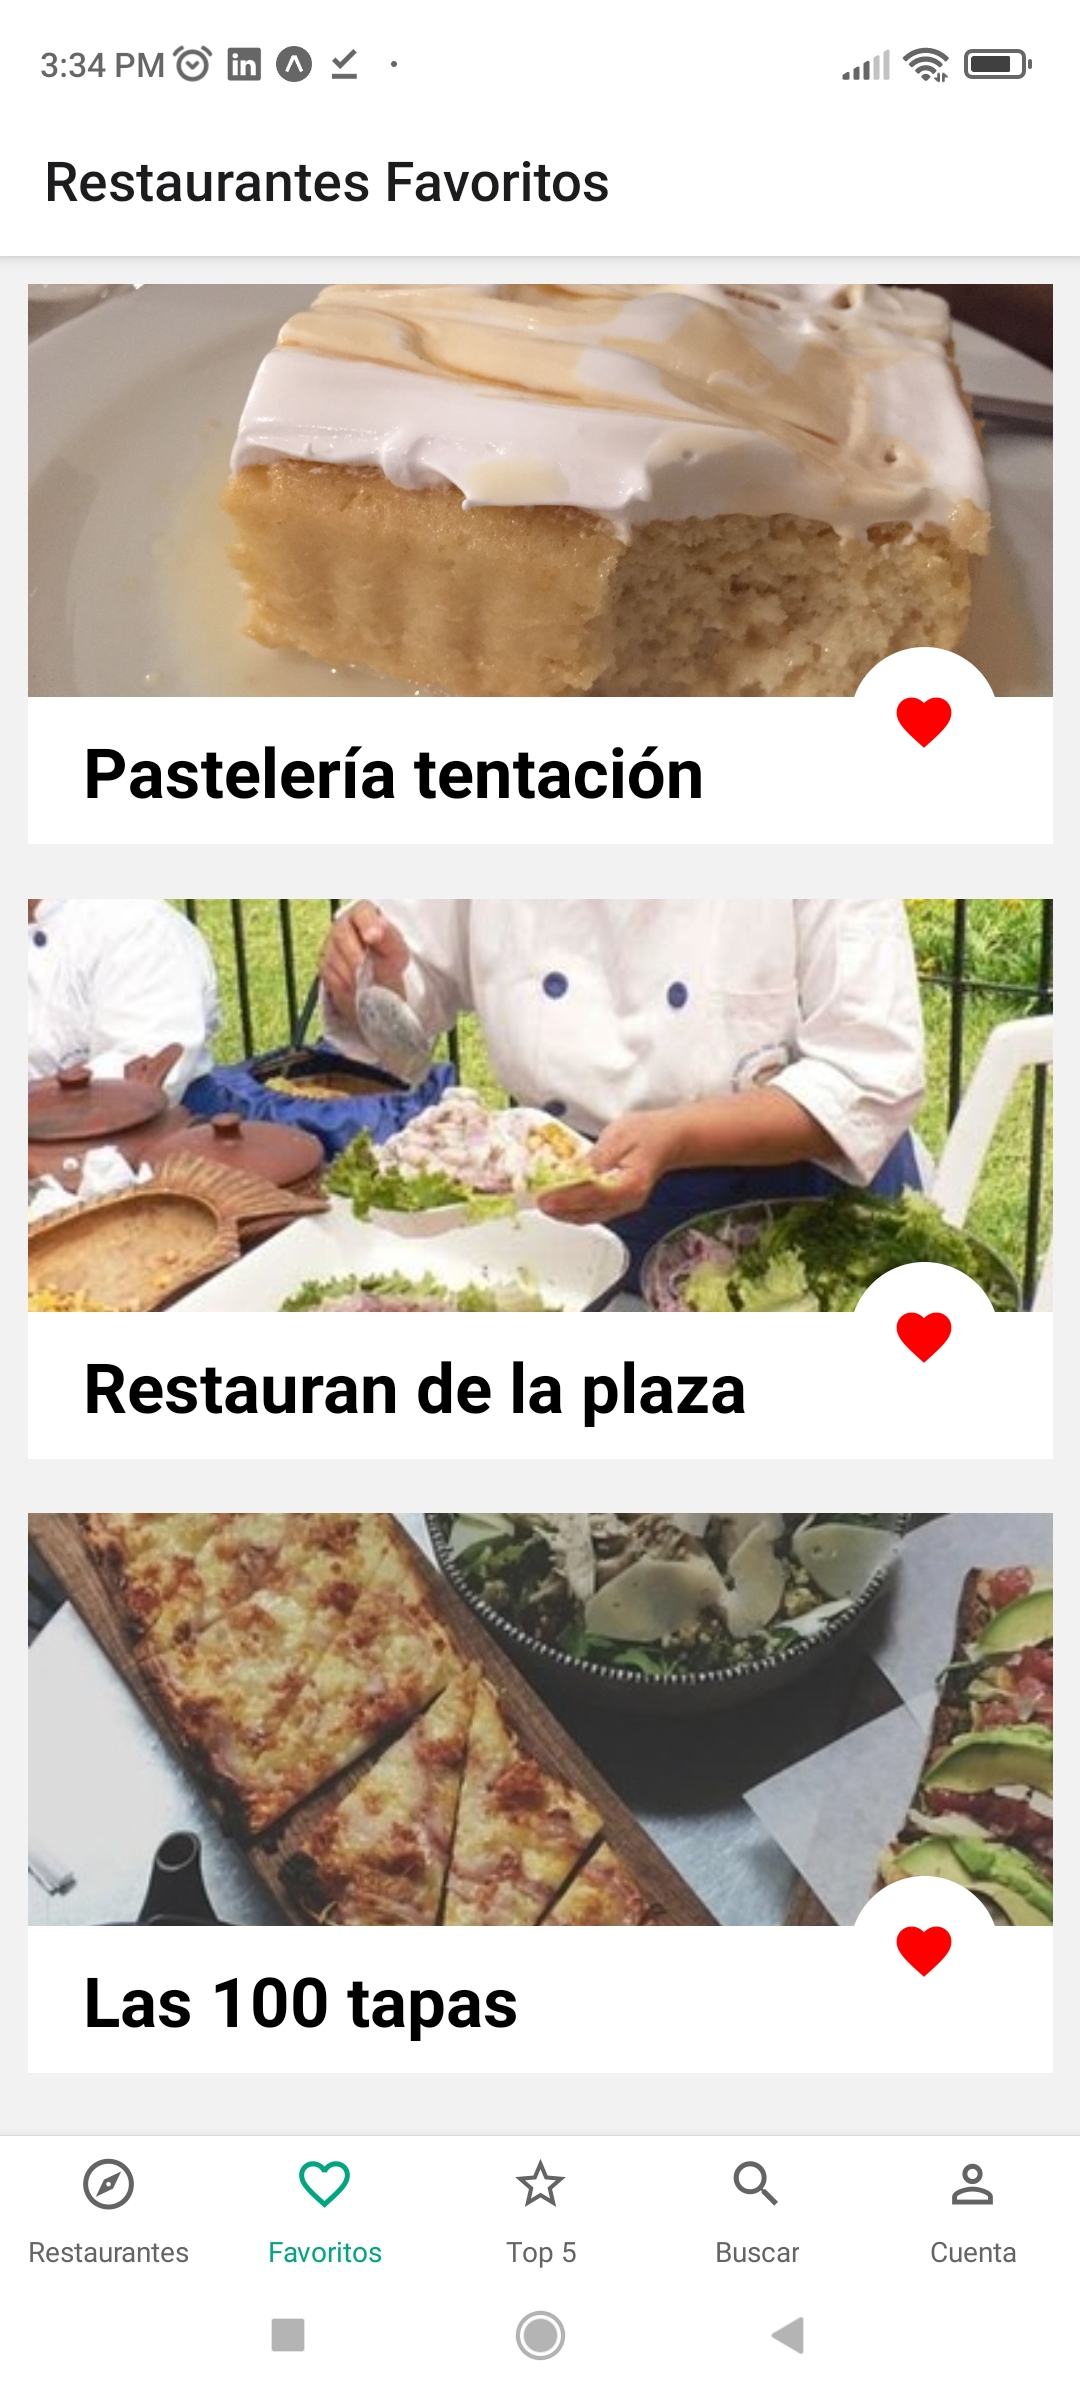 3:34 PM
Restaurantes Favoritos
Pastelería tentación
Restauran de la plaza
Las 100 tapas
Restaurantes
Favoritos
Top 5
Buscar
Cuenta